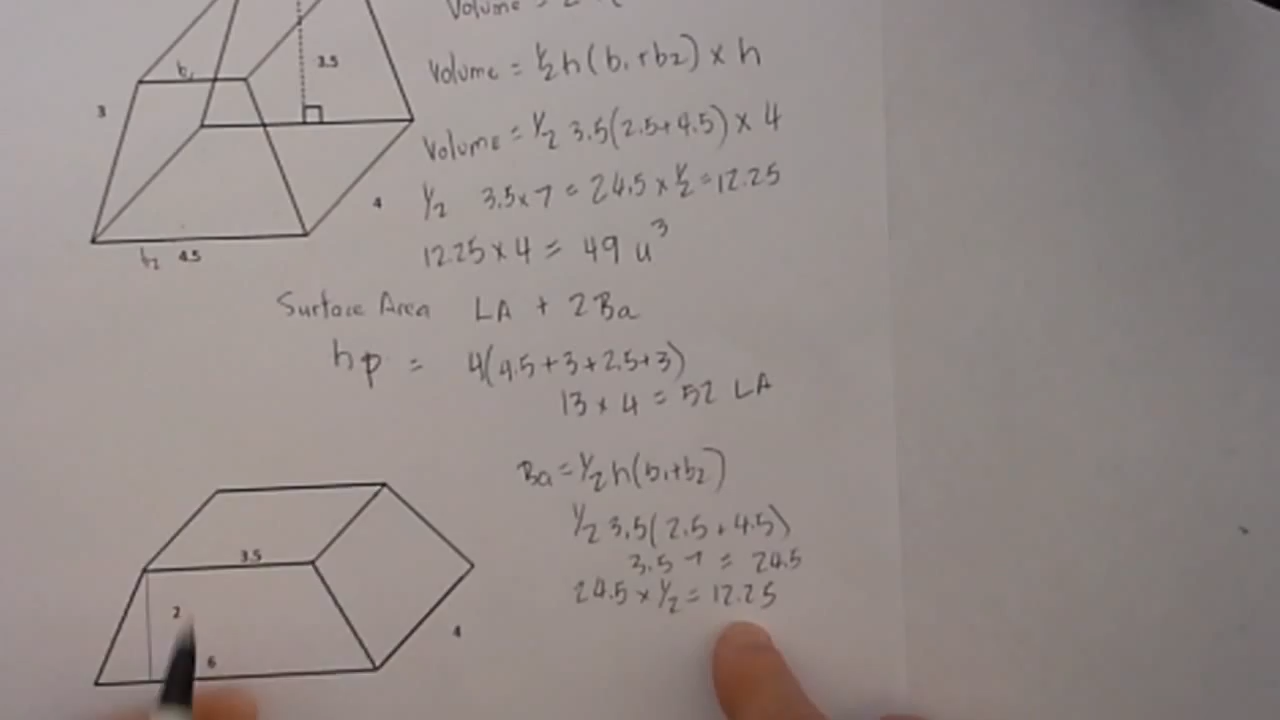 Volume =
3.5
b1
Volume = 1/2 h(b1+b2) × h
3
Volume = 1/2 3.5(2.5+4.5) × 4
4
1/2 3.5×7 = 24.5 × 1/2 = 12.25
b2 4.5
12.25 × 4 = 49 u³
Surface Area LA + 2Ba
hp = 4(4.5+3+2.5+3)
13 × 4 = 52 LA
Ba = 1/2 h(b1+b2)
1/2 3.5(2.5+4.5)
3.5 7 = 24.5
24.5 × 1/2 = 12.25
3.5
2
4
6